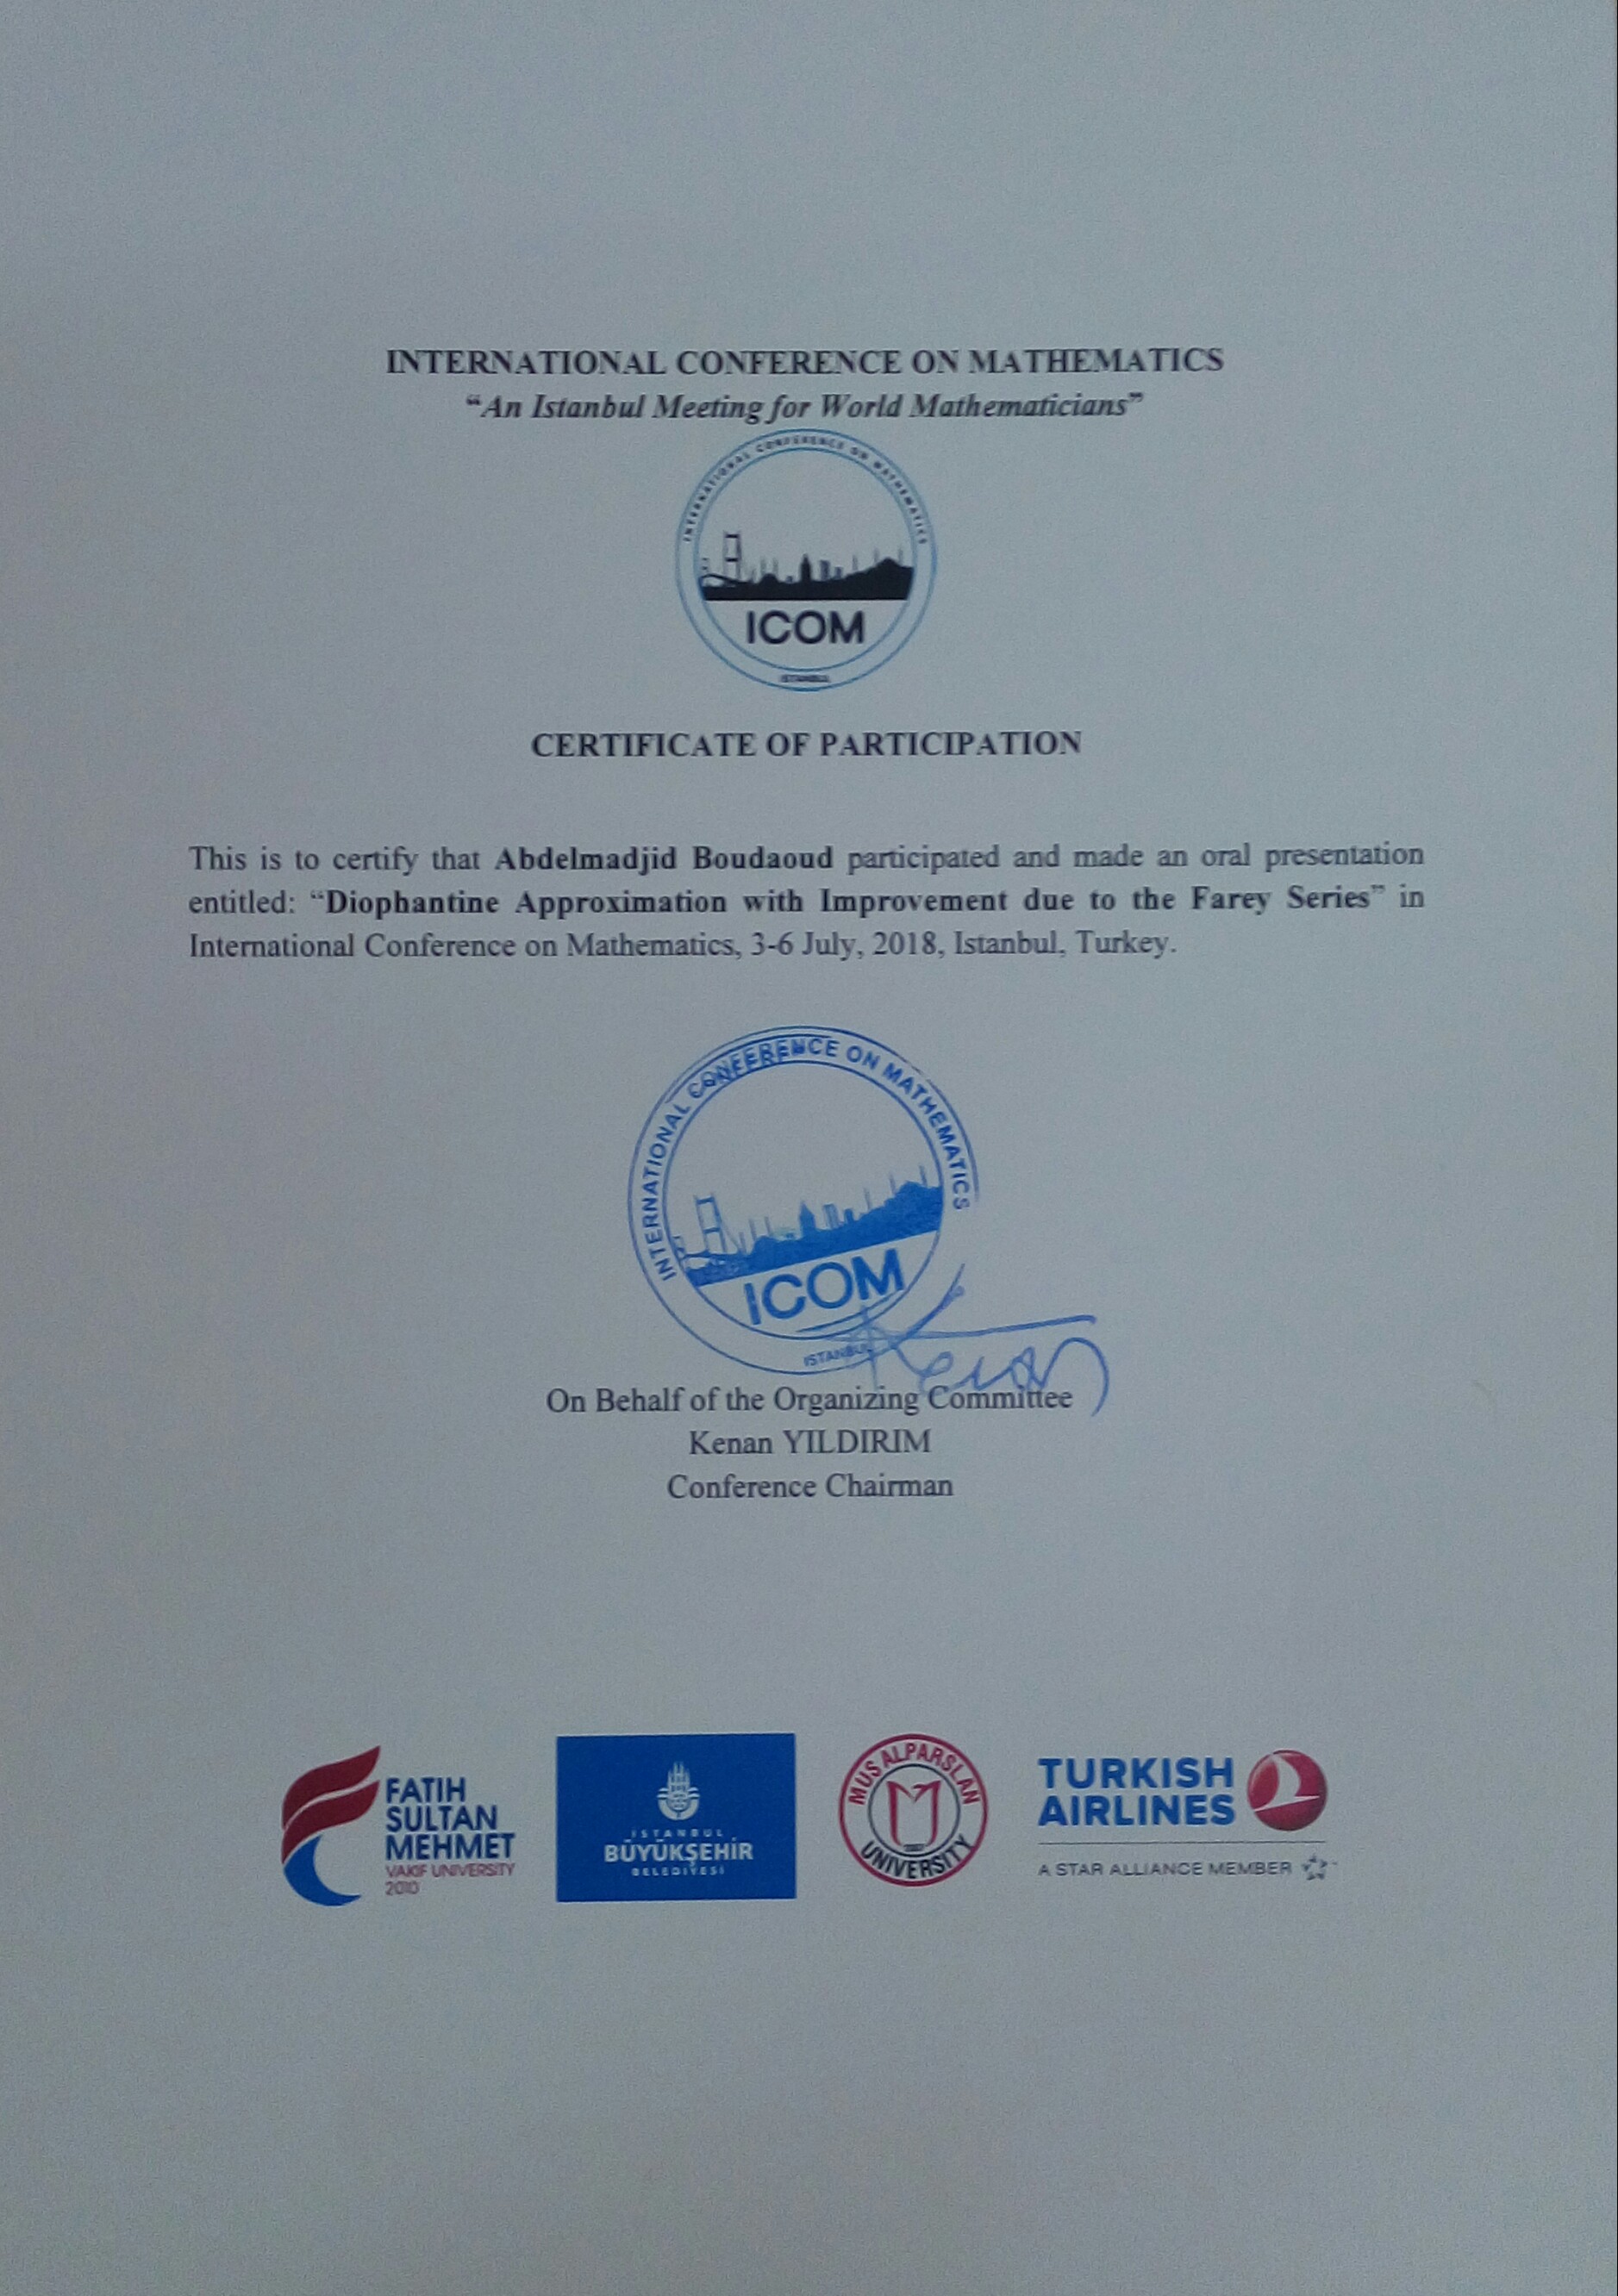 INTERNATIONAL CONFERENCE ON MATHEMATICS
“An Istanbul Meeting for World Mathematicians”
INTERNATIONAL CONFERENCE ON MATHEMATICS
ICOM
ISTANBUL
CERTIFICATE OF PARTICIPATION
This is to certify that Abdelmadjid Boudaoud participated and made an oral presentation
entitled: “Diophantine Approximation with Improvement due to the Farey Series” in
International Conference on Mathematics, 3-6 July, 2018, Istanbul, Turkey.
INTERNATIONAL CONFERENCE ON MATHEMATICS
ICOM
ISTANBUL
Kenan
On Behalf of the Organizing Committee
Kenan YILDIRIM
Conference Chairman
FATIH
SULTAN
MEHMET
VAKIF UNIVERSITY
2010
İSTANBUL
BÜYÜKŞEHİR
BELEDİYESİ
MUŞ ALPARSLAN
UNIVERSITY
TURKISH
AIRLINES
A STAR ALLIANCE MEMBER